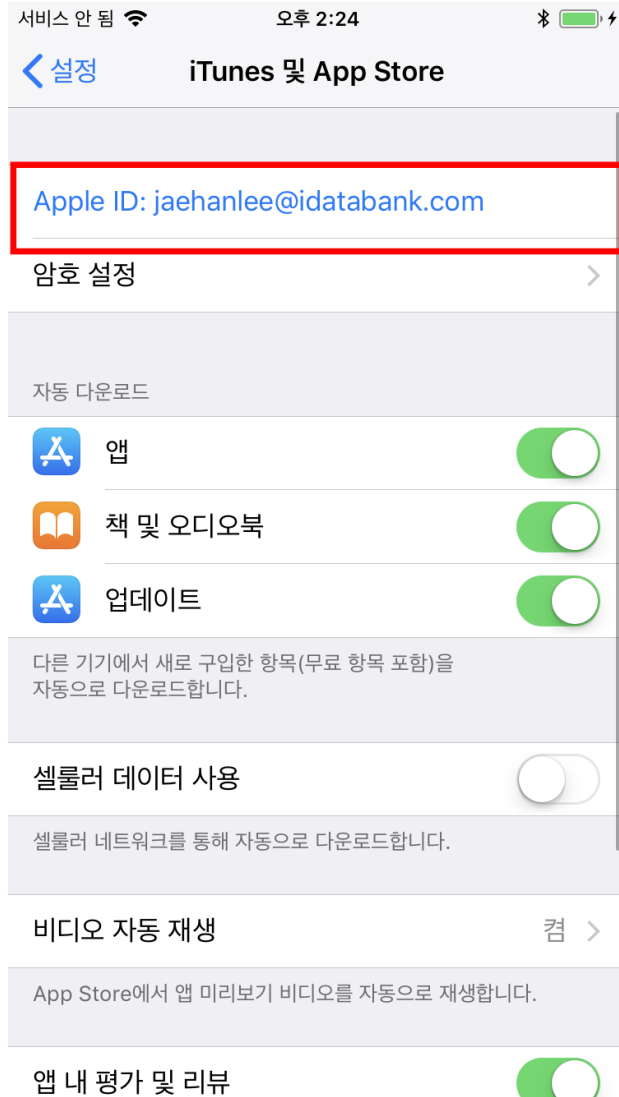 서비스 안 됨 오후 2:24
설정 iTunes 및 App Store
Apple ID: jaehanlee@idatabank.com
암호 설정
자동 다운로드
앱
책 및 오디오북
업데이트
다른 기기에서 새로 구입한 항목(무료 항목 포함)을
자동으로 다운로드합니다.
셀룰러 데이터 사용
셀룰러 네트워크를 통해 자동으로 다운로드합니다.
비디오 자동 재생 켬
App Store에서 앱 미리보기 비디오를 자동으로 재생합니다.
앱 내 평가 및 리뷰